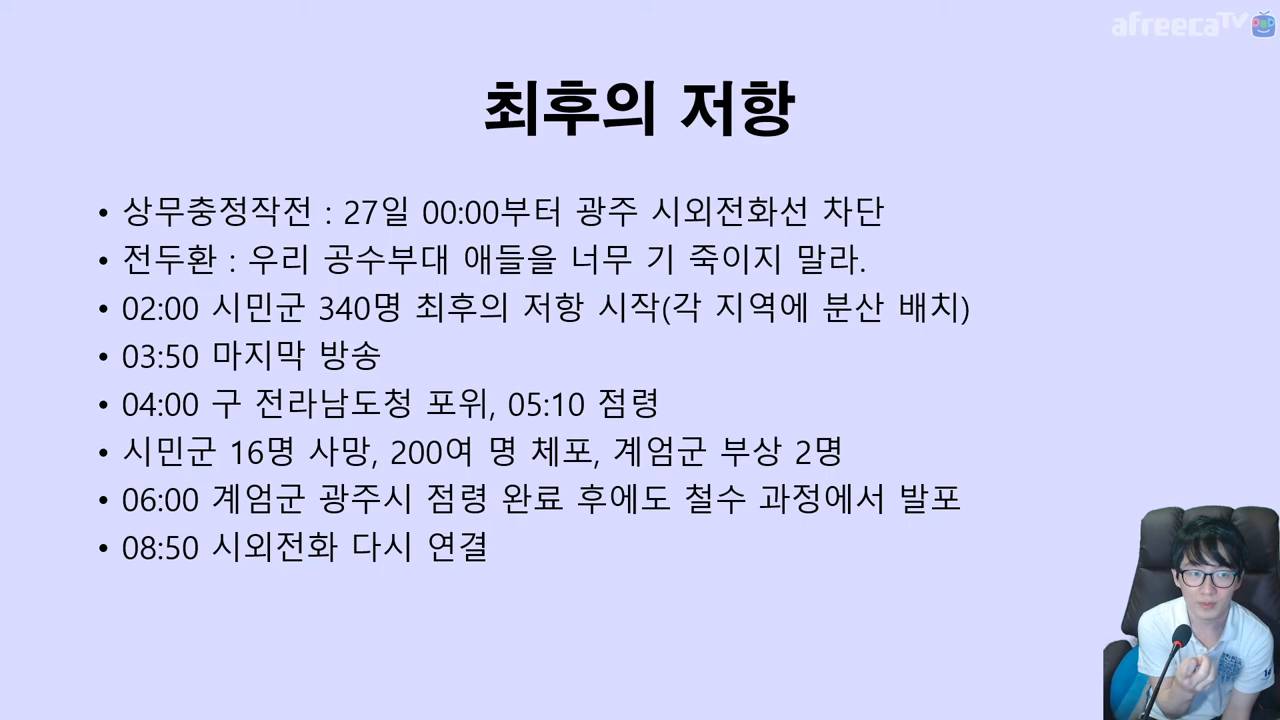 afreecaTV
최후의 저항
• 상무충정작전 : 27일 00:00부터 광주 시외전화선 차단
• 전두환 : 우리 공수부대 애들을 너무 기 죽이지 말라.
• 02:00 시민군 340명 최후의 저항 시작(각 지역에 분산 배치)
• 03:50 마지막 방송
• 04:00 구 전라남도청 포위, 05:10 점령
• 시민군 16명 사망, 200여 명 체포, 계엄군 부상 2명
• 06:00 계엄군 광주시 점령 완료 후에도 철수 과정에서 발포
• 08:50 시외전화 다시 연결